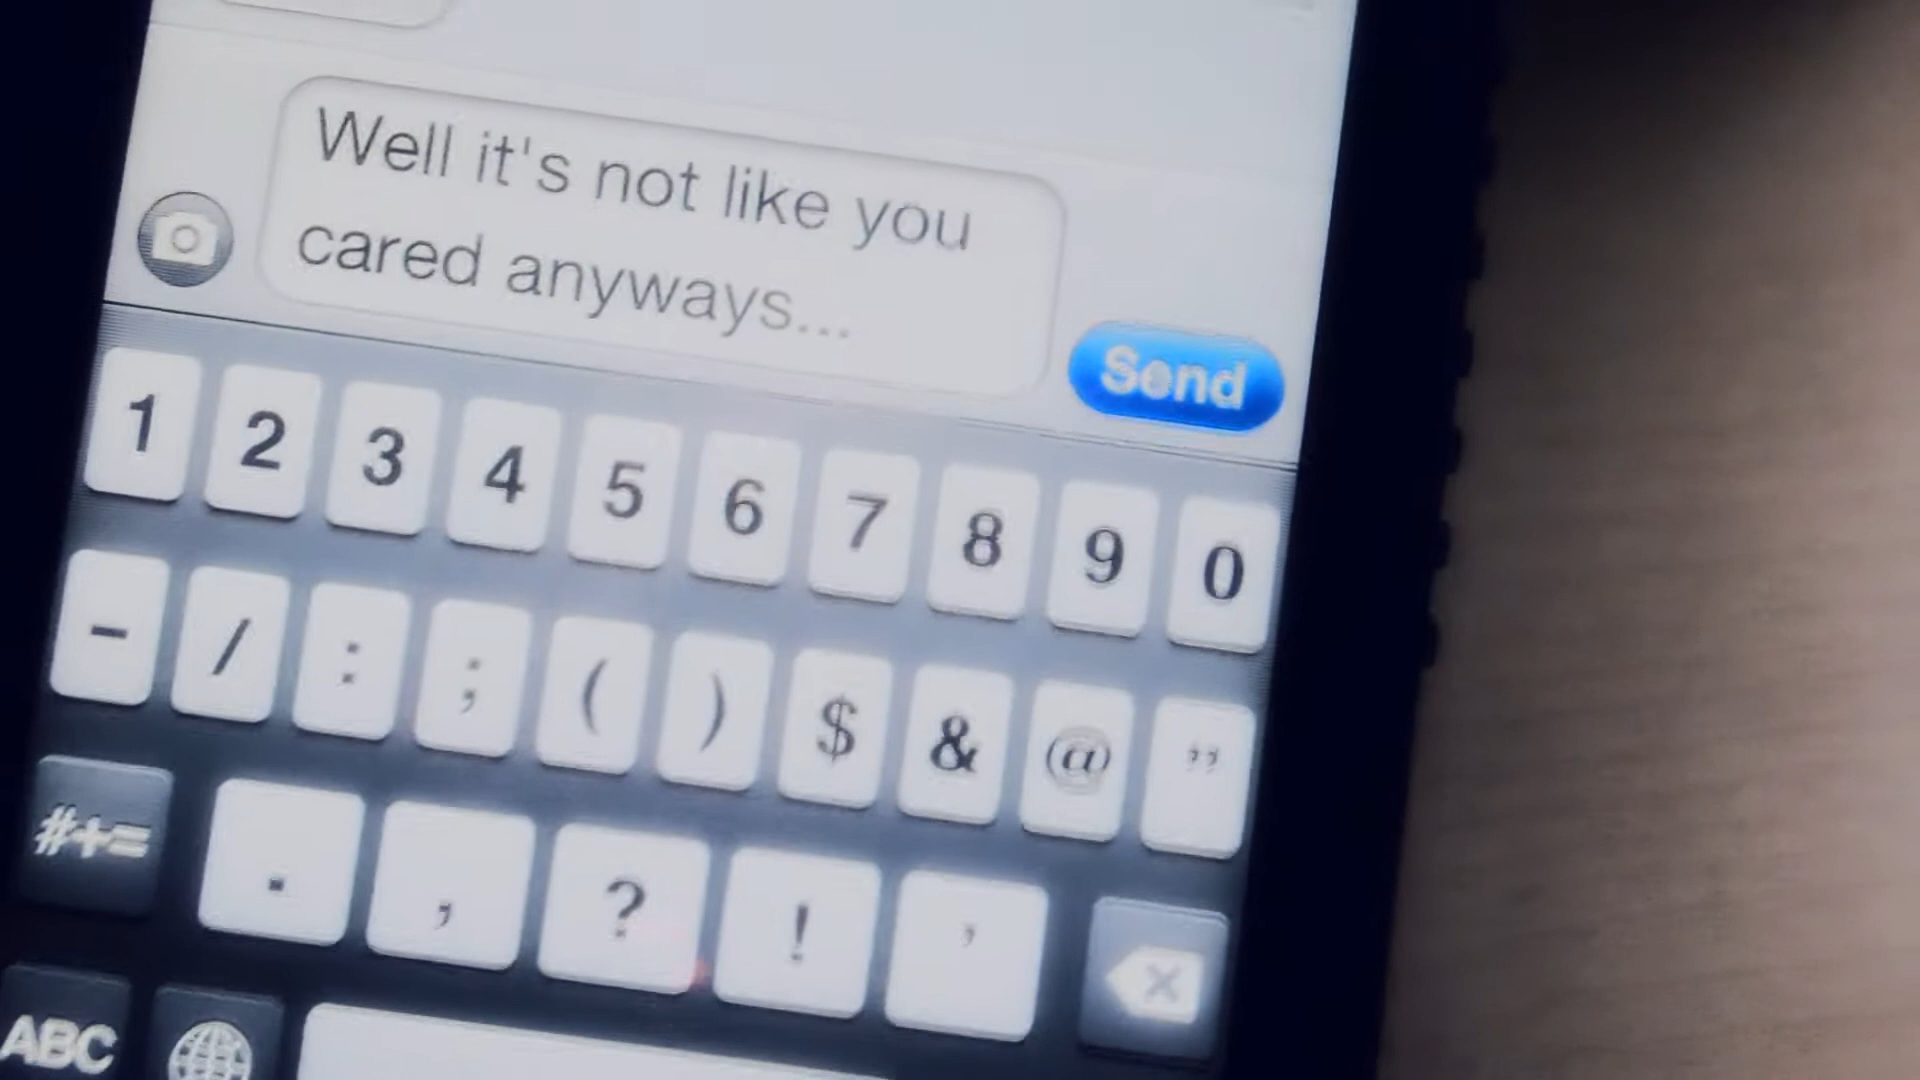 Well it's not like you
cared anyways...
Send
1 2 3 4 5 6 7 8 9 0
- / : ; ( ) $ & @ "
#+= . , ? ! '
ABC